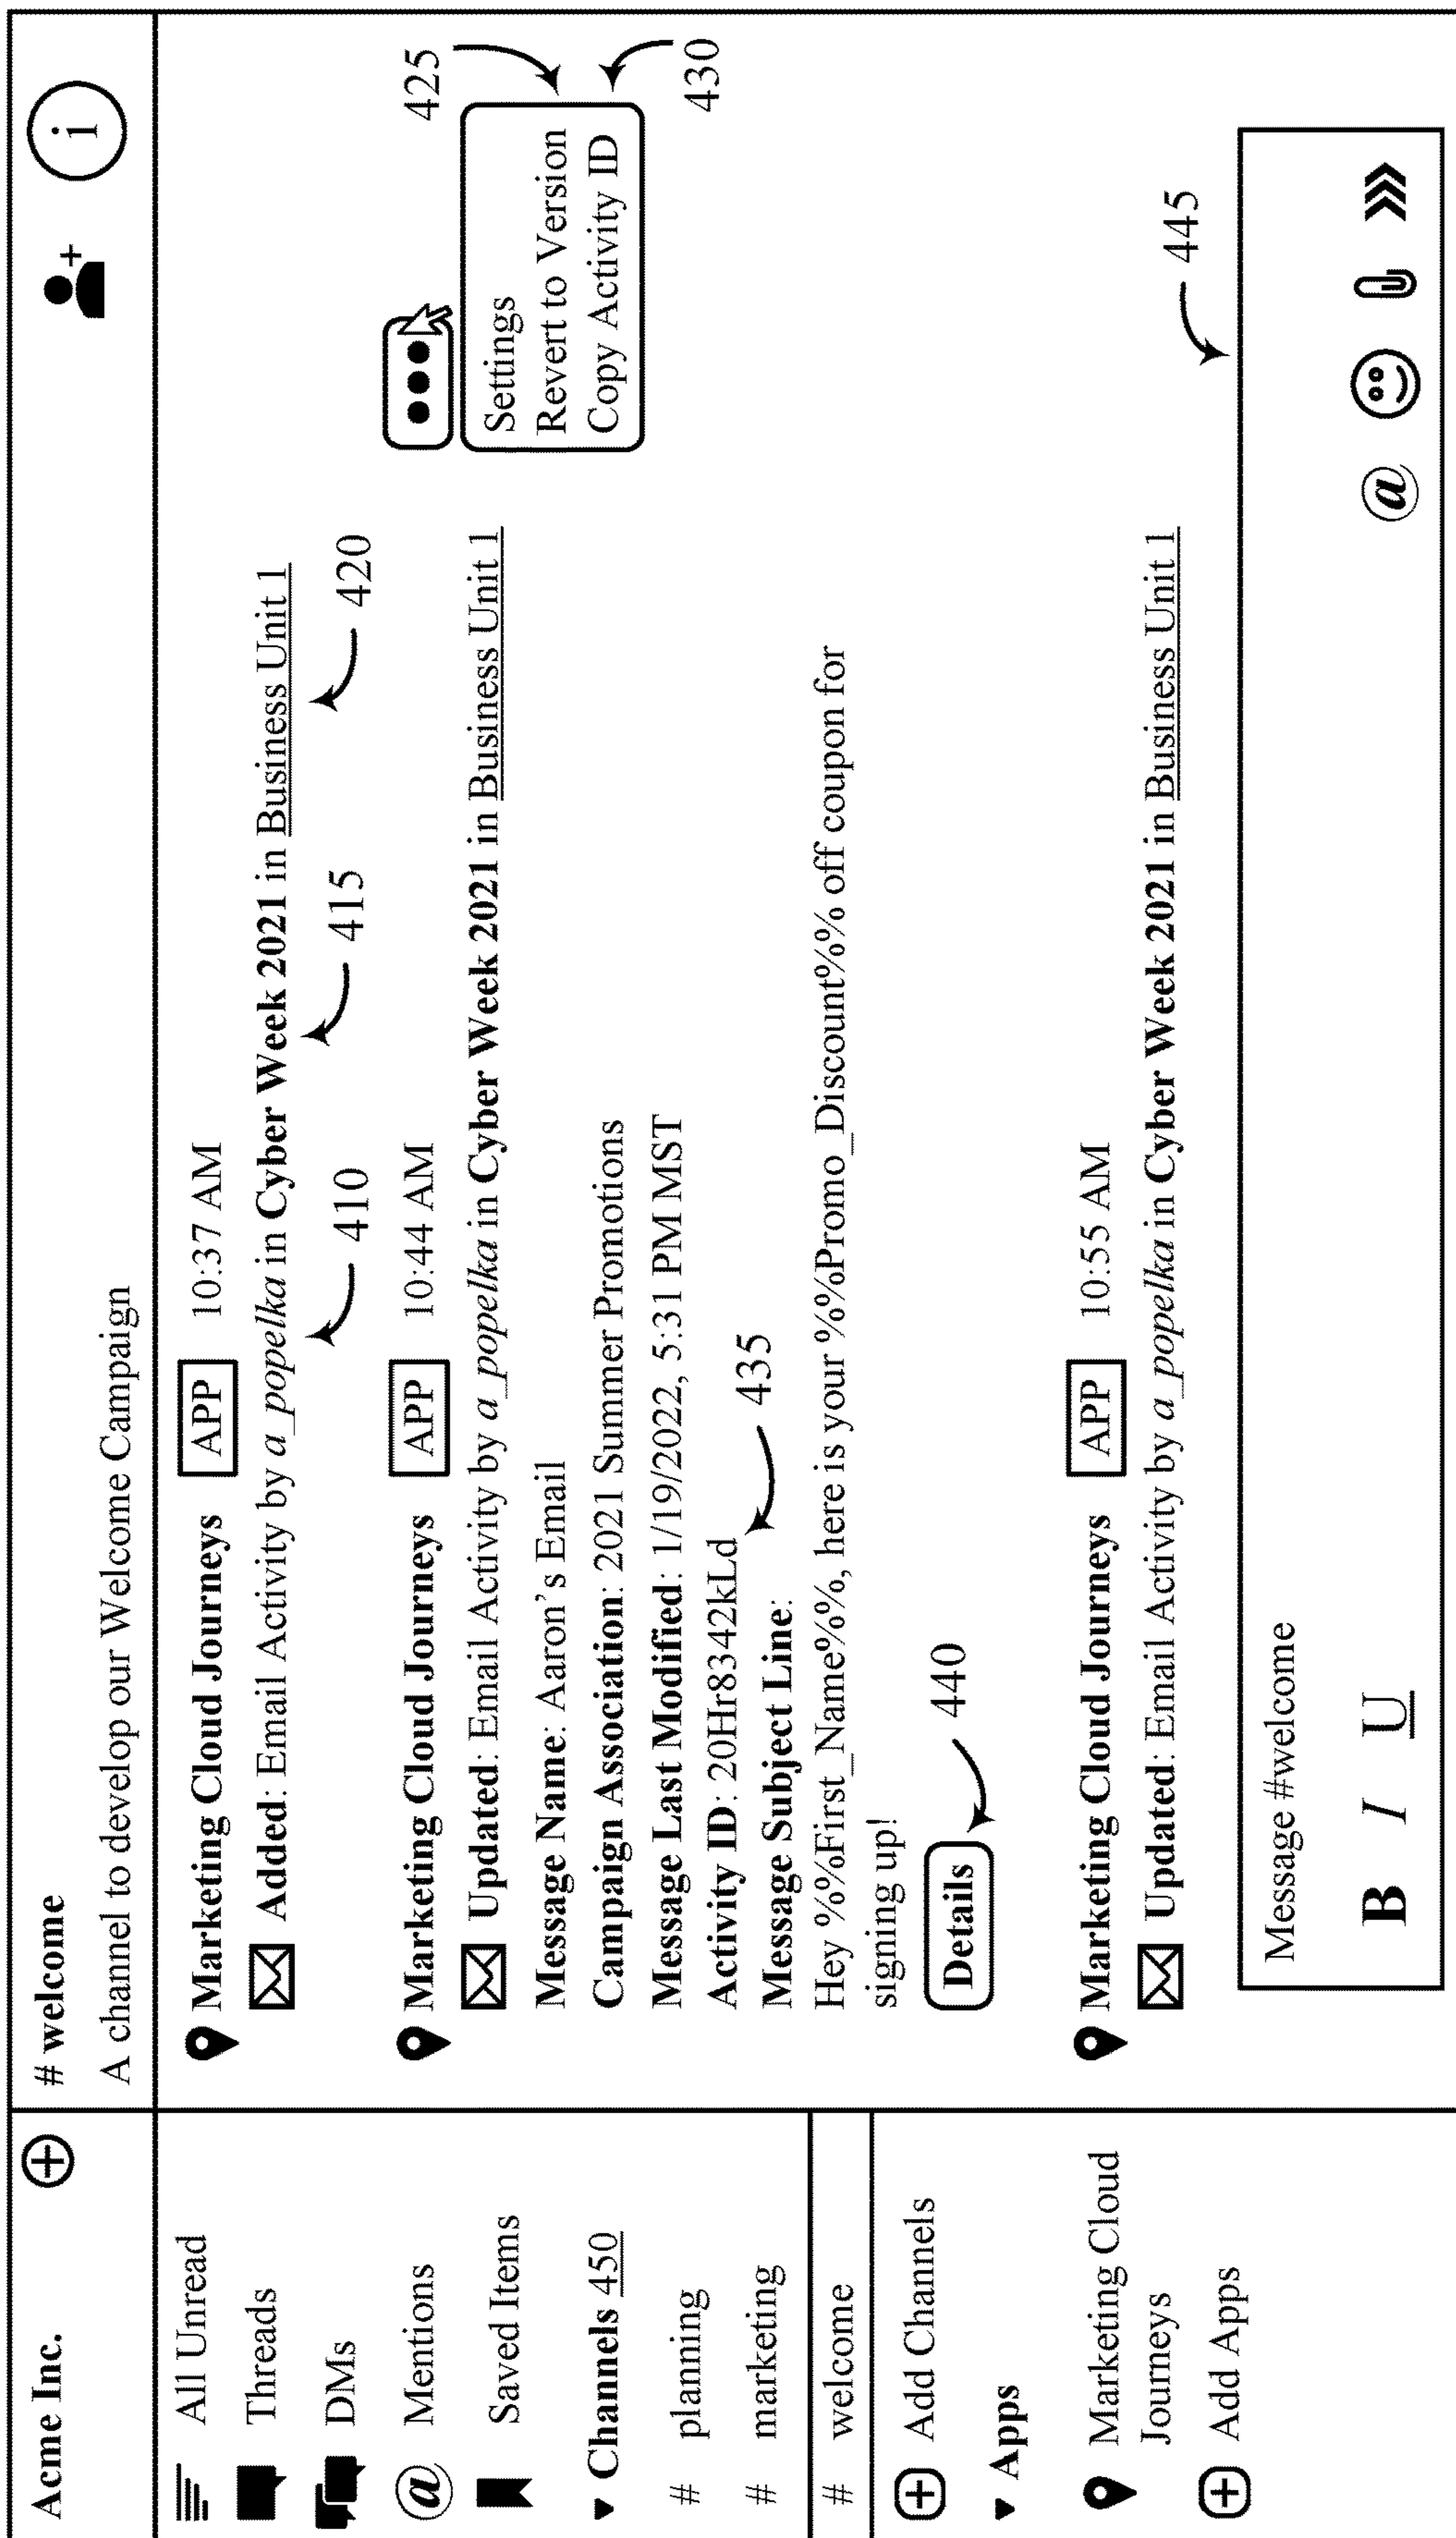 Acme Inc.
All Unread
Threads
DMs
@ Mentions
Saved Items
Channels 450
# planning
# marketing
# welcome
Add Channels
Apps
Marketing Cloud
Journeys
Add Apps
# welcome
A channel to develop our Welcome Campaign
i
Marketing Cloud Journeys APP 10:37 AM
Added: Email Activity by a_popelka in Cyber Week 2021 in Business Unit 1
410
415
420
Marketing Cloud Journeys APP 10:44 AM
Updated: Email Activity by a_popelka in Cyber Week 2021 in Business Unit 1
425
Settings
Revert to Version
Copy Activity ID
430
Message Name: Aaron's Email
Campaign Association: 2021 Summer Promotions
Message Last Modified: 1/19/2022, 5:31 PM MST
Activity ID: 20Hr8342kLd
435
Message Subject Line:
Hey %%First_Name%%, here is your %%Promo_Discount%% off coupon for
signing up!
Details
440
Marketing Cloud Journeys APP 10:55 AM
Updated: Email Activity by a_popelka in Cyber Week 2021 in Business Unit 1
445
Message #welcome
B I U @